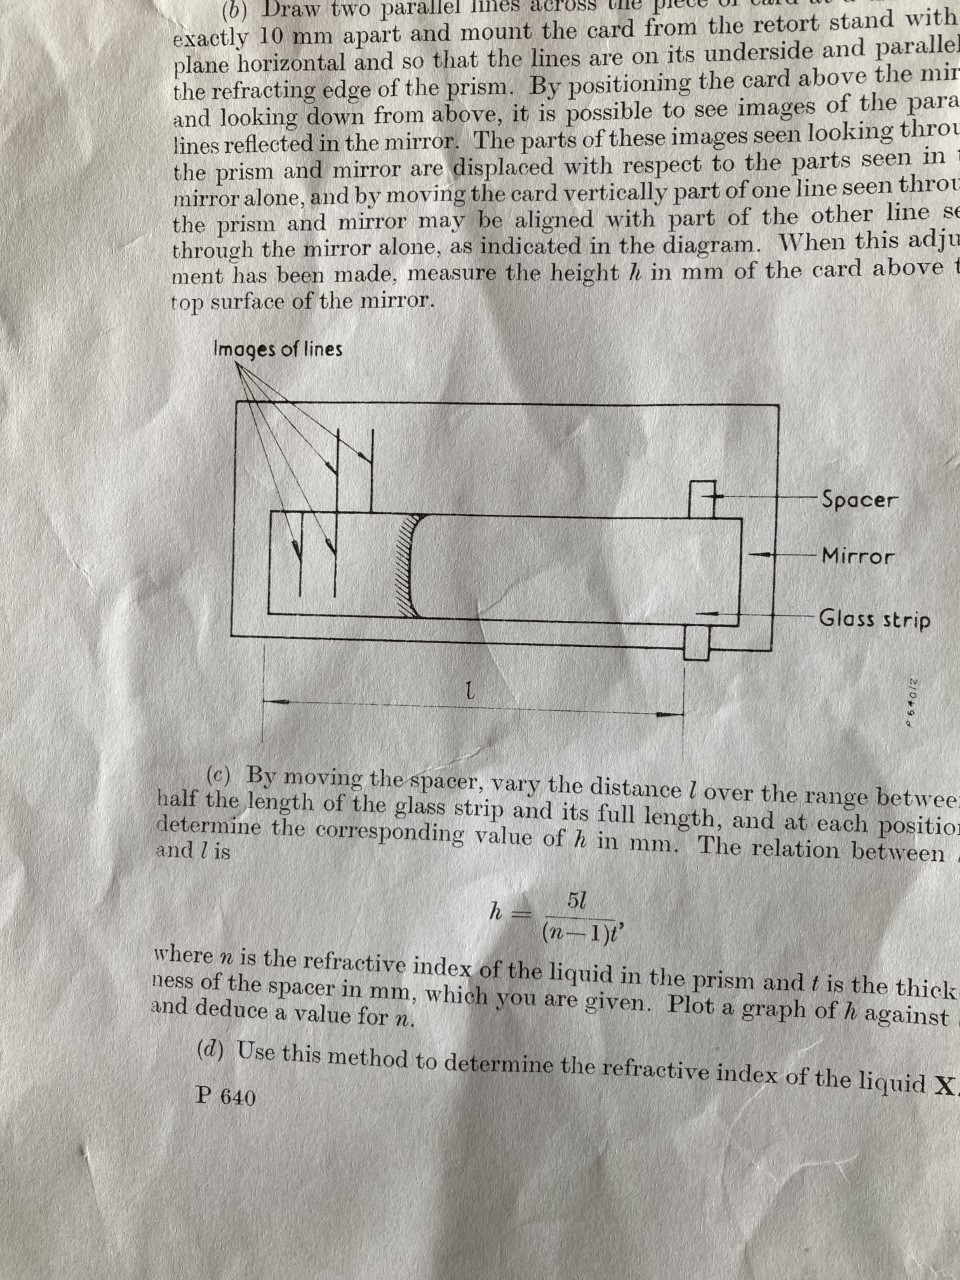 (b) Draw two parallel lines across the piece of card
exactly 10 mm apart and mount the card from the retort stand with
plane horizontal and so that the lines are on its underside and parallel
the refracting edge of the prism. By positioning the card above the mir
and looking down from above, it is possible to see images of the para
lines reflected in the mirror. The parts of these images seen looking throu
the prism and mirror are displaced with respect to the parts seen in
mirror alone, and by moving the card vertically part of one line seen throu
the prism and mirror may be aligned with part of the other line se
through the mirror alone, as indicated in the diagram. When this adju
ment has been made, measure the height h in mm of the card above t
top surface of the mirror.
Images of lines
Spacer
Mirror
Glass strip
l
P 640/2
(c) By moving the spacer, vary the distance l over the range betwee
half the length of the glass strip and its full length, and at each position
determine the corresponding value of h in mm. The relation between
and l is
h = 5l/(n−1)t,
where n is the refractive index of the liquid in the prism and t is the thick-
ness of the spacer in mm, which you are given. Plot a graph of h against
and deduce a value for n.
(d) Use this method to determine the refractive index of the liquid X.
P 640